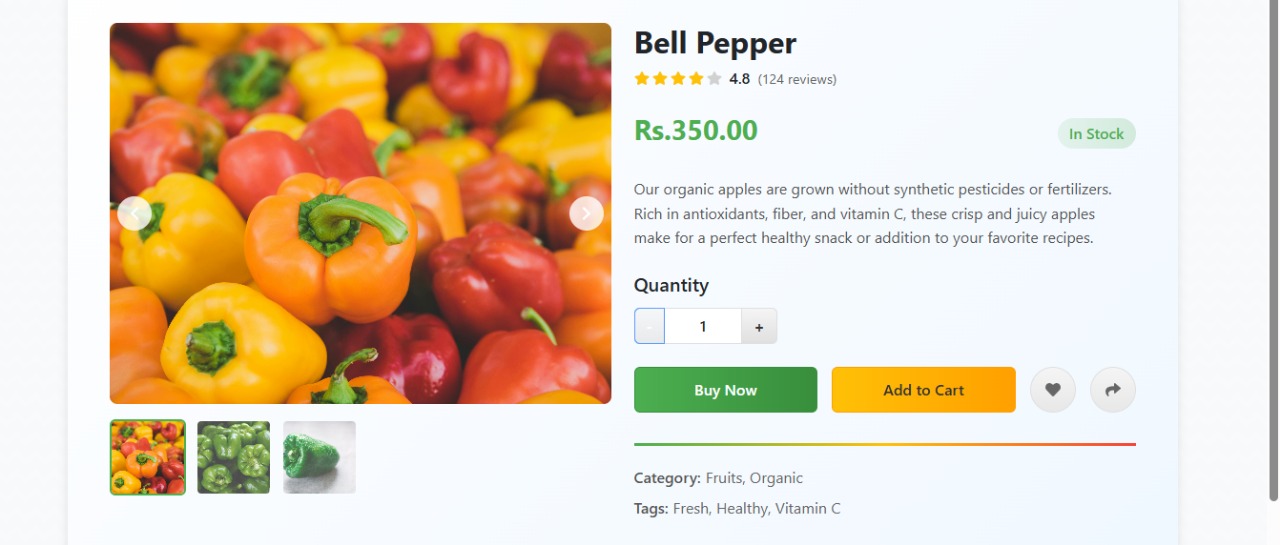 Bell Pepper
4.8 (124 reviews)
Rs.350.00
In Stock
Our organic apples are grown without synthetic pesticides or fertilizers.
Rich in antioxidants, fiber, and vitamin C, these crisp and juicy apples
make for a perfect healthy snack or addition to your favorite recipes.
Quantity
- 1 +
Buy Now Add to Cart
Category: Fruits, Organic
Tags: Fresh, Healthy, Vitamin C